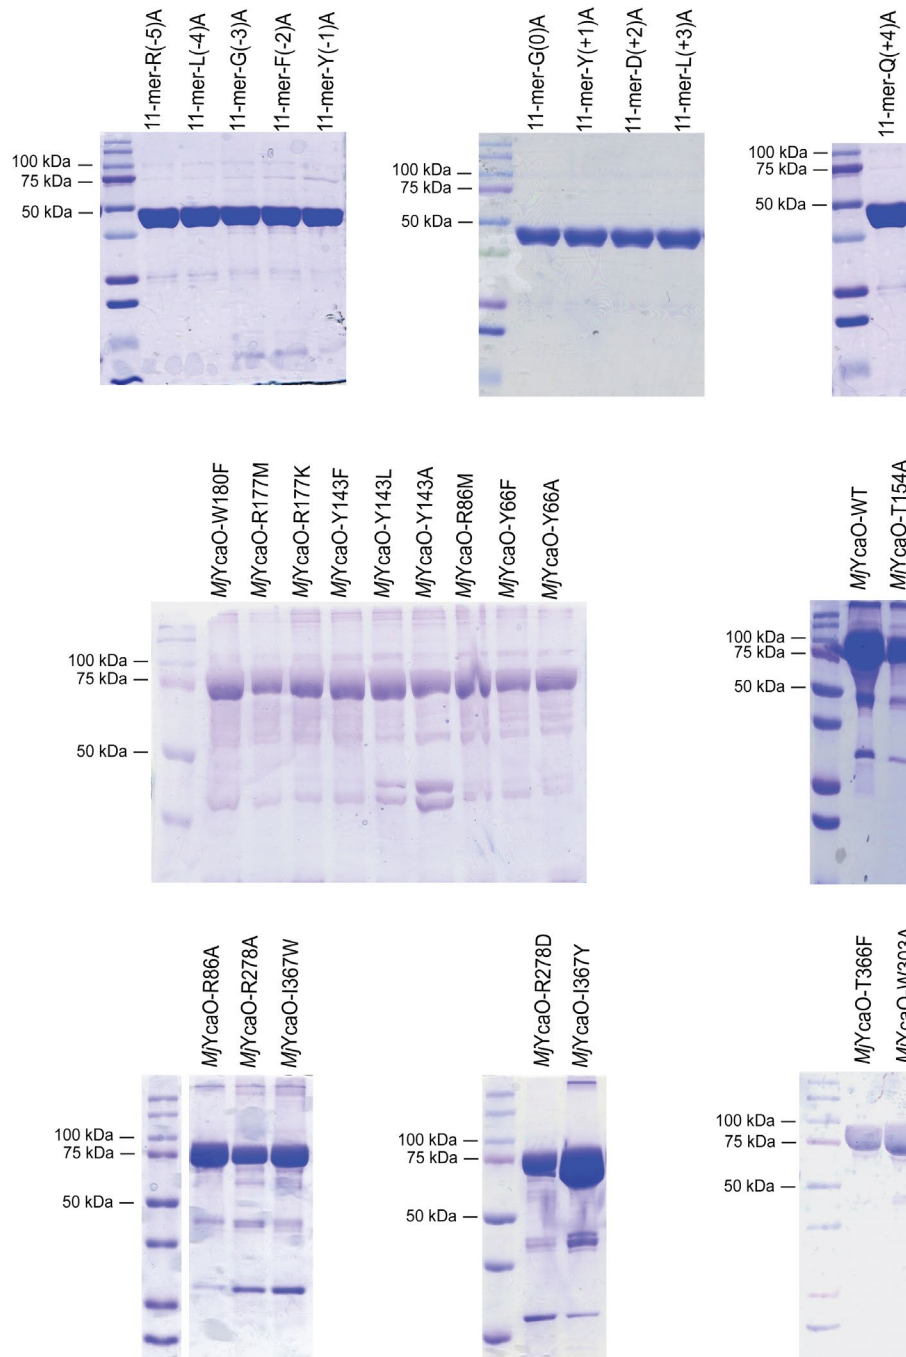 11-mer-R(-5)A
11-mer-L(-4)A
11-mer-G(-3)A
11-mer-F(-2)A
11-mer-Y(-1)A
100 kDa
75 kDa
50 kDa
11-mer-G(0)A
11-mer-Y(+1)A
11-mer-D(+2)A
11-mer-L(+3)A
100 kDa
75 kDa
50 kDa
11-mer-Q(+4)A
100 kDa
75 kDa
50 kDa
MjYcaO-W180F
MjYcaO-R177M
MjYcaO-R177K
MjYcaO-Y143F
MjYcaO-Y143L
MjYcaO-Y143A
MjYcaO-R86M
MjYcaO-Y66F
MjYcaO-Y66A
100 kDa
75 kDa
50 kDa
MjYcaO-WT
MjYcaO-T154A
100 kDa
75 kDa
50 kDa
MjYcaO-R86A
MjYcaO-R278A
MjYcaO-I367W
100 kDa
75 kDa
50 kDa
MjYcaO-R278D
MjYcaO-I367Y
100 kDa
75 kDa
50 kDa
MjYcaO-T366F
MjYcaO-W303A
100 kDa
75 kDa
50 kDa